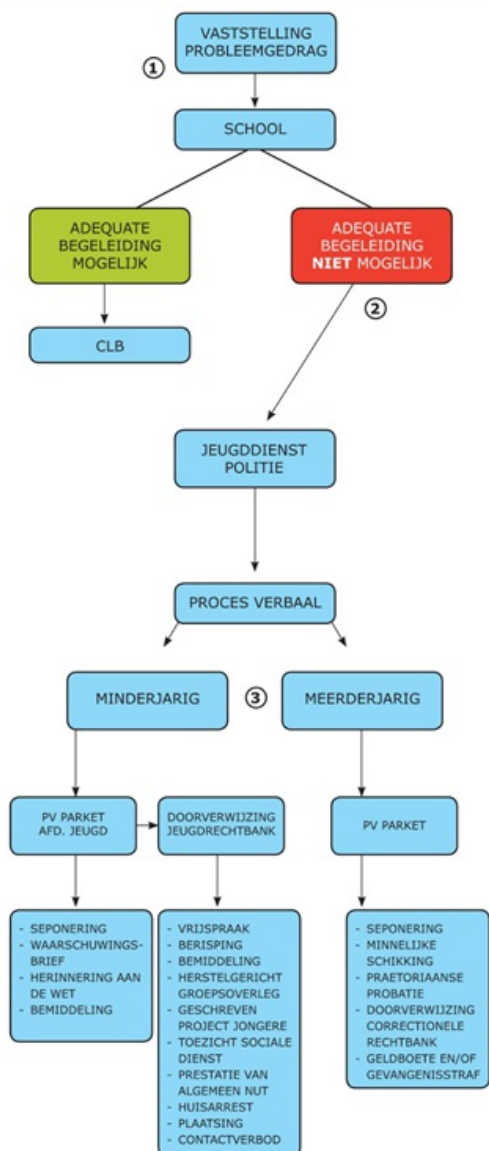 VASTSTELLING
PROBLEEMGEDRAG
①
SCHOOL
ADEQUATE
BEGELEIDING
MOGELIJK
ADEQUATE
BEGELEIDING
NIET MOGELIJK
②
CLB
JEUGDDIENST
POLITIE
PROCES VERBAAL
MINDERJARIG
③
MEERDERJARIG
PV PARKET
AFD. JEUGD
DOORVERWIJZING
JEUGDRECHTBANK
PV PARKET
- SEPONERING
- WAARSCHUWINGS-
BRIEF
- HERINNERING AAN
DE WET
- BEMIDDELING
- VRIJSPRAAK
- BERISPING
- BEMIDDELING
- HERSTELGERICHT
GROEPSOVERLEG
- GESCHREVEN
PROJECT JONGERE
- TOEZICHT SOCIALE
DIENST
- PRESTATIE VAN
ALGEMEEN NUT
- HUISARREST
- PLAATSING
- CONTACTVERBOD
- SEPONERING
- MINNELIJKE
SCHIKKING
- PRAETORIAANSE
PROBATIE
- DOORVERWIJZING
CORRECTIONELE
RECHTBANK
- GELDBOETE EN/OF
GEVANGENISSTRAF